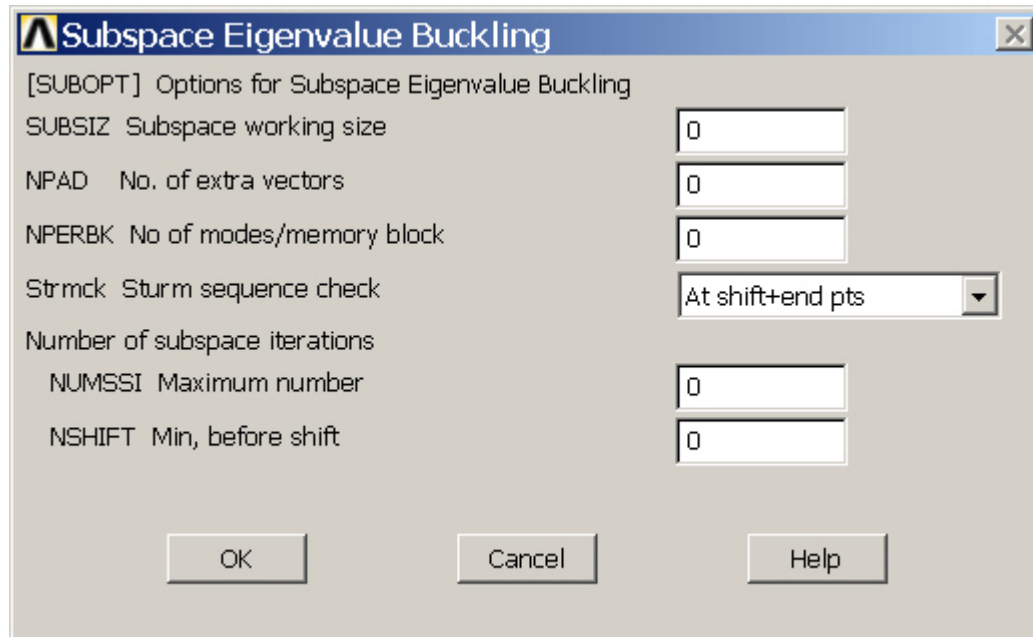 Subspace Eigenvalue Buckling
[SUBOPT] Options for Subspace Eigenvalue Buckling
SUBSIZ Subspace working size 0
NPAD No. of extra vectors 0
NPERBK No of modes/memory block 0
Strmck Sturm sequence check At shift+end pts
Number of subspace iterations
NUMSSI Maximum number 0
NSHIFT Min, before shift 0
OK Cancel Help